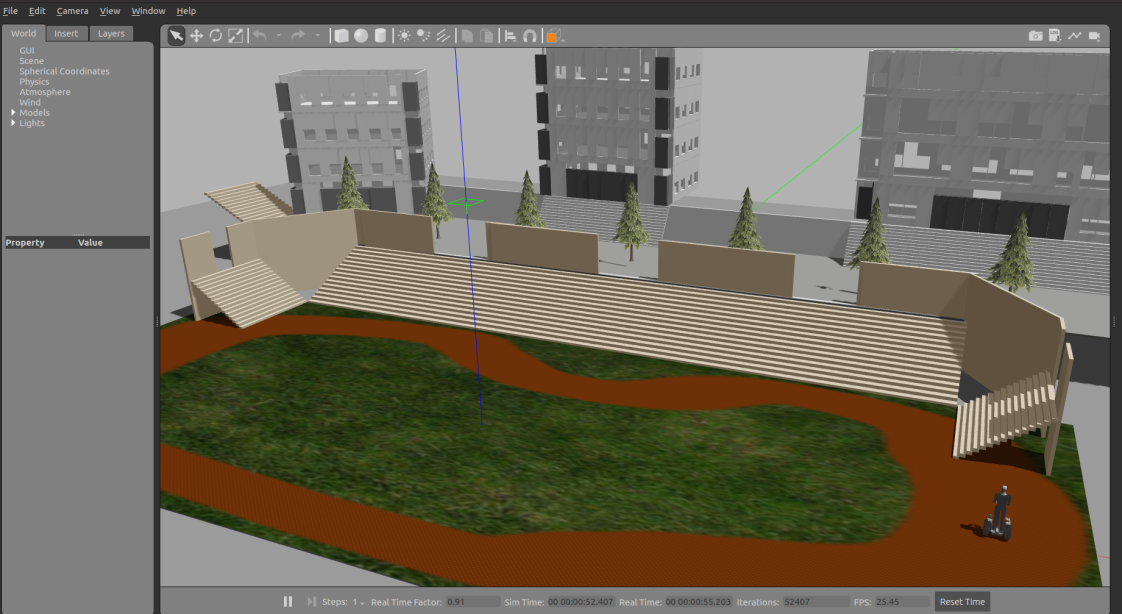 File Edit Camera View Window Help
World Insert Layers
GUI
Scene
Spherical Coordinates
Physics
Atmosphere
Wind
Models
Lights
Property Value
Steps: 1 Real Time Factor: 0.91 Sim Time: 00 00:00:52.407 Real Time: 00 00:00:55.203 Iterations: 52407 FPS: 25.45 Reset Time